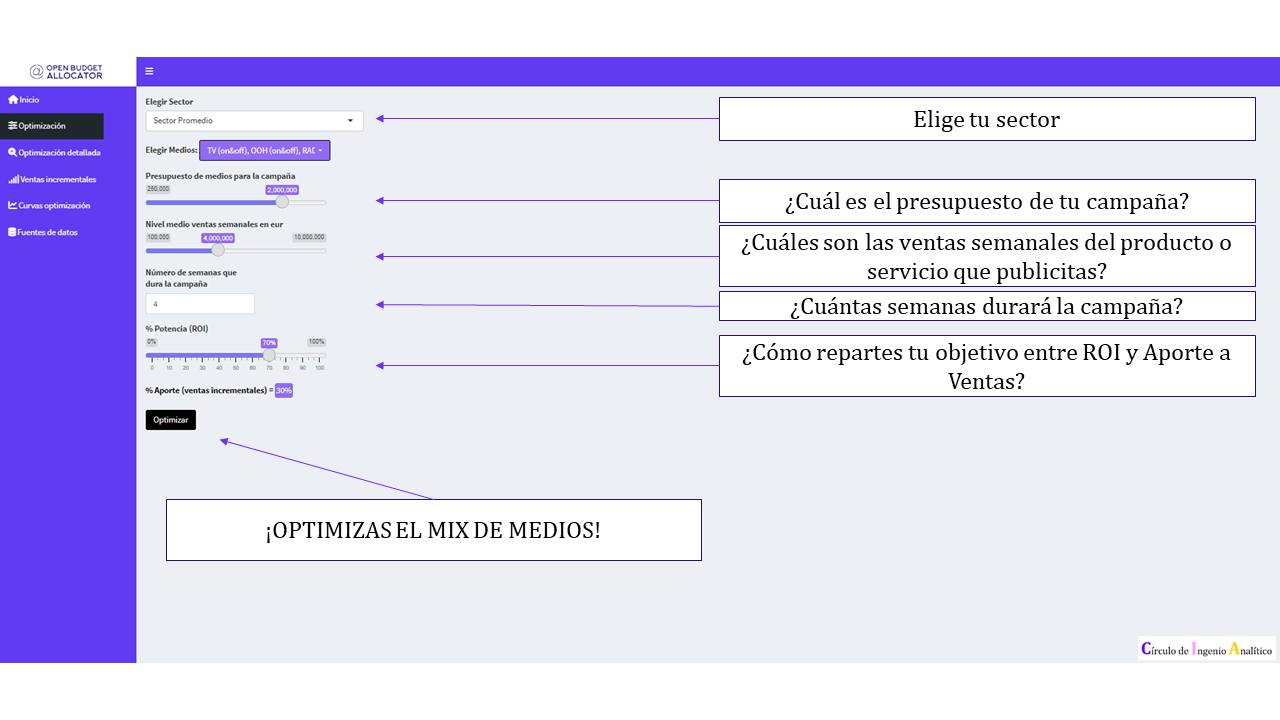 @ OPEN BUDGET
ALLOCATOR
Inicio
Optimización
Optimización detallada
Ventas incrementales
Curvas optimización
Fuentes de datos
Elegir Sector
Sector Promedio
Elegir Medios: TV (on&off), OOH (on&off), RAD
Presupuesto de medios para la campaña
250,000 2,000,000
Nivel medio ventas semanales en eur
100,000 4,000,000 10,000,000
Número de semanas que
dura la campaña
4
% Potencia (ROI)
0% 70% 100%
0 10 20 30 40 50 60 70 80 90 100
% Aporte (ventas incrementales) = 30%
Optimizar
Elige tu sector
¿Cuál es el presupuesto de tu campaña?
¿Cuáles son las ventas semanales del producto o
servicio que publicitas?
¿Cuántas semanas durará la campaña?
¿Cómo repartes tu objetivo entre ROI y Aporte a
Ventas?
¡OPTIMIZAS EL MIX DE MEDIOS!
Círculo de Ingenio Analítico